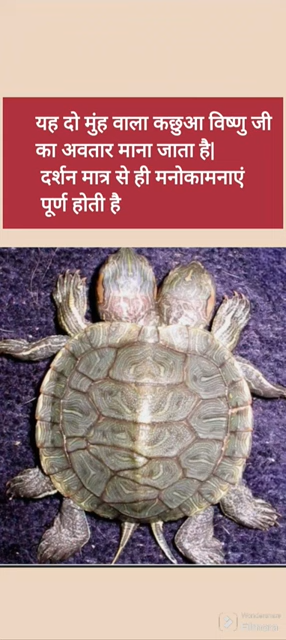 यह दो मुंह वाला कछुआ विष्णु जी
का अवतार माना जाता है|
दर्शन मात्र से ही मनोकामनाएं
पूर्ण होती है